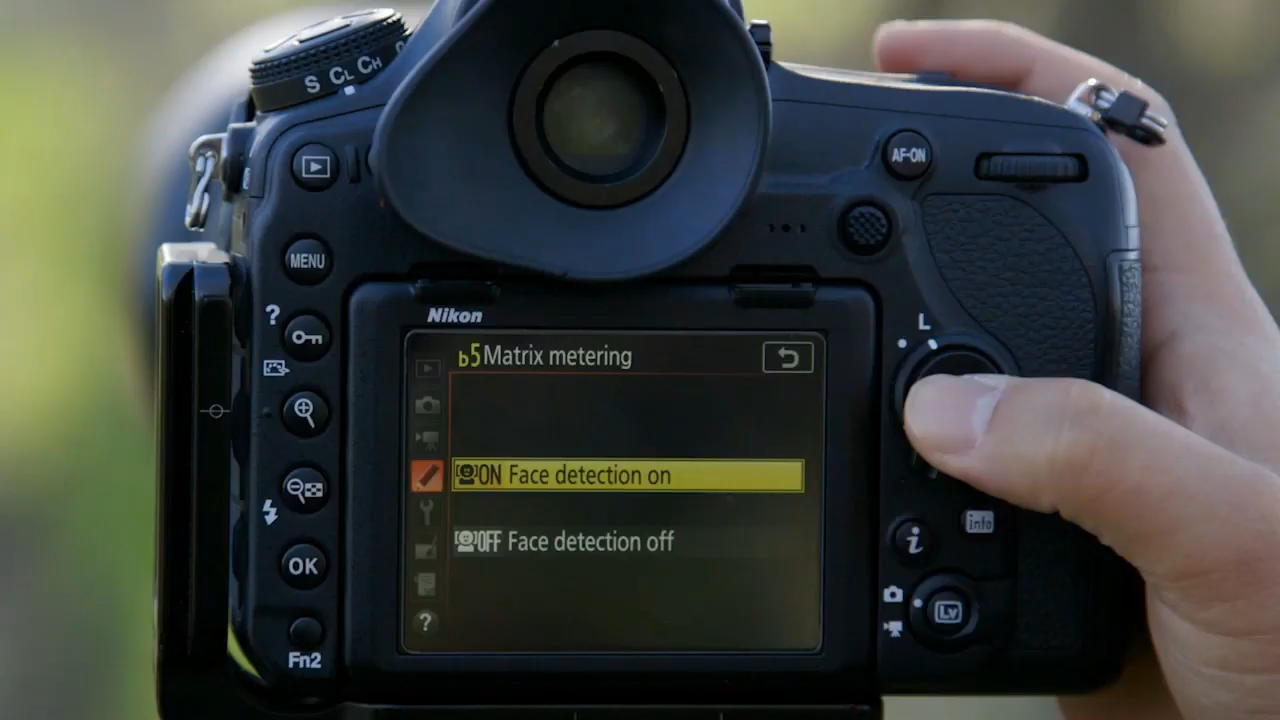 S CL CH
AF-ON
MENU
?
L
Nikon
b5 Matrix metering
ON Face detection on
OFF Face detection off
?
info
i
OK
Lv
Fn2